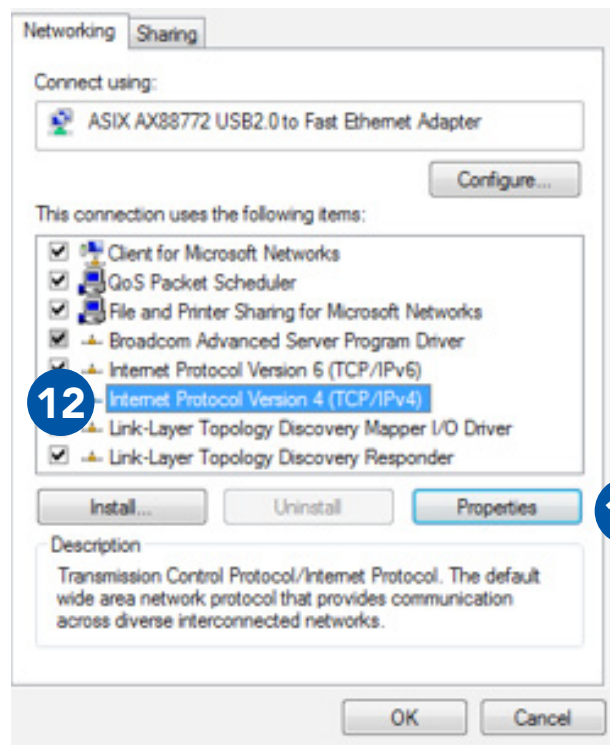 Networking Sharing
Connect using:
ASIX AX88772 USB2.0 to Fast Ethernet Adapter
Configure...
This connection uses the following items:
Client for Microsoft Networks
QoS Packet Scheduler
File and Printer Sharing for Microsoft Networks
Broadcom Advanced Server Program Driver
Internet Protocol Version 6 (TCP/IPv6)
12 Internet Protocol Version 4 (TCP/IPv4)
Link-Layer Topology Discovery Mapper I/O Driver
Link-Layer Topology Discovery Responder
Install... Uninstall Properties
Description
Transmission Control Protocol/Internet Protocol. The default
wide area network protocol that provides communication
across diverse interconnected networks.
OK Cancel